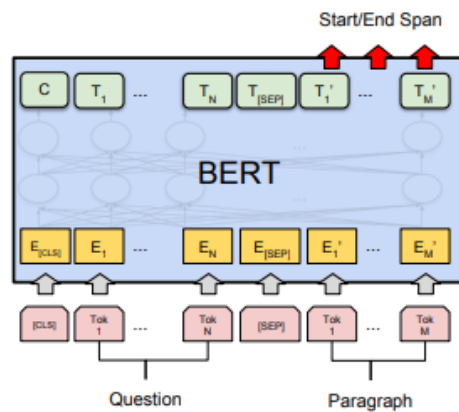 Start/End Span
C T1 ... TN T[SEP] T1' ... TM'
BERT
E[CLS] E1 ... EN E[SEP] E1' ... EM'
[CLS] Tok 1 ... Tok N [SEP] Tok 1 ... Tok M
Question Paragraph